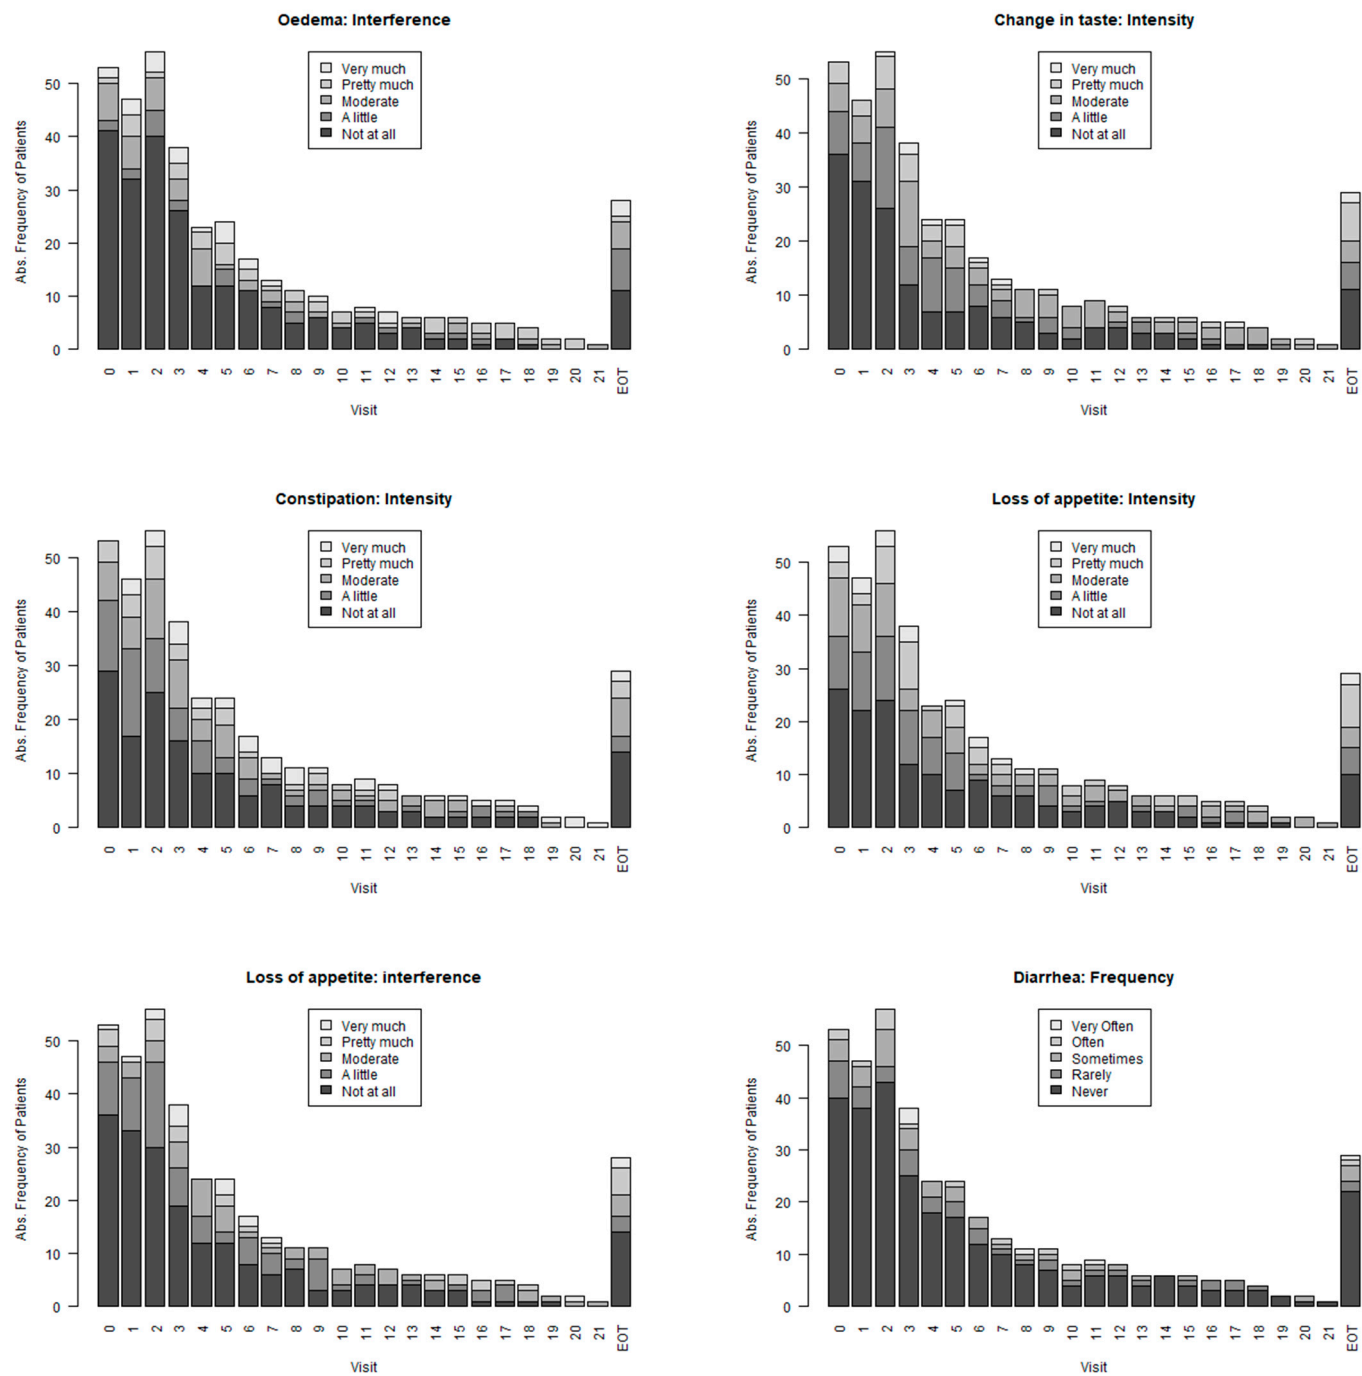 Oedema: Interference
Abs. Frequency of Patients
50
40
30
20
10
0
Very much
Pretty much
Moderate
A little
Not at all
0 1 2 3 4 5 6 7 8 9 10 11 12 13 14 15 16 17 18 19 20 21 EOT
Visit
Change in taste: Intensity
Abs. Frequency of Patients
50
40
30
20
10
0
Very much
Pretty much
Moderate
A little
Not at all
0 1 2 3 4 5 6 7 8 9 10 11 12 13 14 15 16 17 18 19 20 21 EOT
Visit
Constipation: Intensity
Abs. Frequency of Patients
50
40
30
20
10
0
Very much
Pretty much
Moderate
A little
Not at all
0 1 2 3 4 5 6 7 8 9 10 11 12 13 14 15 16 17 18 19 20 21 EOT
Visit
Loss of appetite: Intensity
Abs. Frequency of Patients
50
40
30
20
10
0
Very much
Pretty much
Moderate
A little
Not at all
0 1 2 3 4 5 6 7 8 9 10 11 12 13 14 15 16 17 18 19 20 21 EOT
Visit
Loss of appetite: interference
Abs. Frequency of Patients
50
40
30
20
10
0
Very much
Pretty much
Moderate
A little
Not at all
0 1 2 3 4 5 6 7 8 9 10 11 12 13 14 15 16 17 18 19 20 21 EOT
Visit
Diarrhea: Frequency
Abs. Frequency of Patients
50
40
30
20
10
0
Very Often
Often
Sometimes
Rarely
Never
0 1 2 3 4 5 6 7 8 9 10 11 12 13 14 15 16 17 18 19 20 21 EOT
Visit